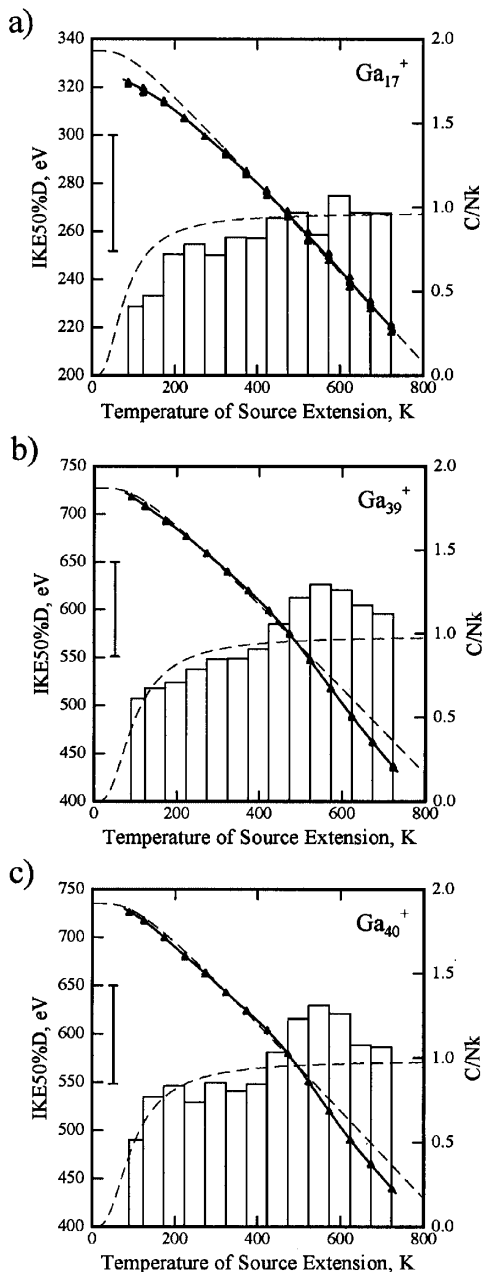 a)
340
320
300
280
260
240
220
200
IKE50%D, eV
Ga17+
2.0
1.5
1.0
0.5
0.0
C/Nk
0 200 400 600 800
Temperature of Source Extension, K
b)
750
700
650
600
550
500
450
400
IKE50%D, eV
Ga39+
2.0
1.5
1.0
0.5
0.0
C/Nk
0 200 400 600 800
Temperature of Source Extension, K
c)
750
700
650
600
550
500
450
400
IKE50%D, eV
Ga40+
2.0
1.5
1.0
0.5
0.0
C/Nk
0 200 400 600 800
Temperature of Source Extension, K